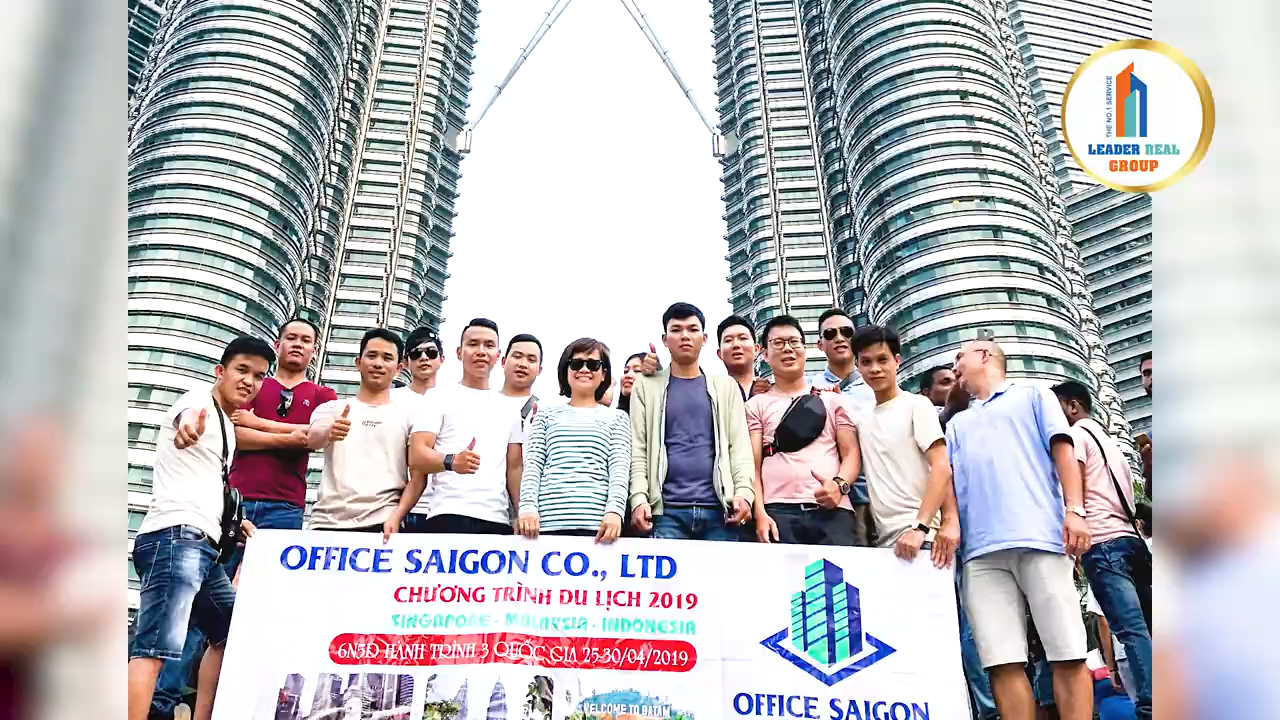 THE NO.1 SERVICE
LEADER REAL
GROUP
OFFICE SAIGON CO., LTD
CHƯƠNG TRÌNH DU LỊCH 2019
SINGAPORE - MALAYSIA - INDONESIA
6N5Đ HÀNH TRÌNH 3 QUỐC GIA 25-30/04/2019
WELCOME TO BATAM
OFFICE SAIGON